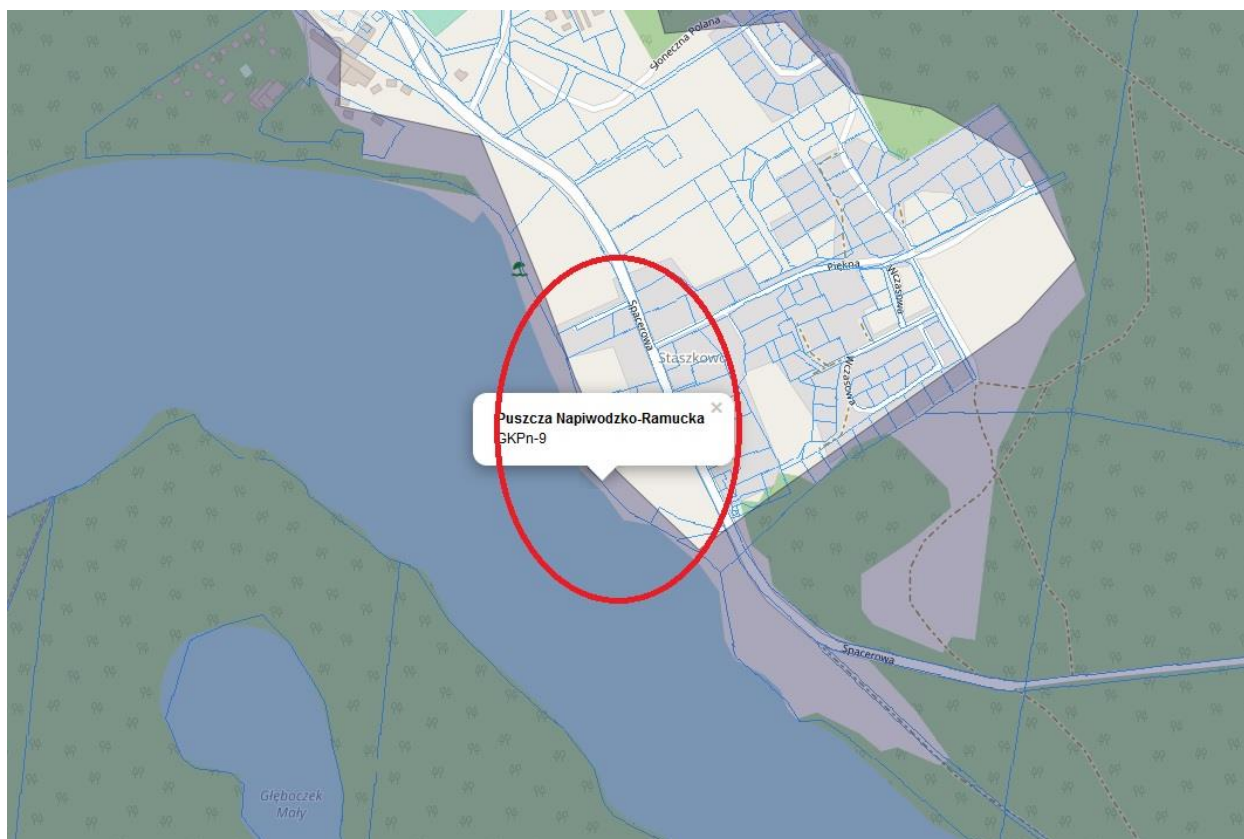 Słoneczna Polana
Piękna
Wczasowa
Spacerowa
Staszkowo
Wczasowa
Puszcza Napiwodzko-Ramucka
GKPn-9
×
Spacerowa
Głęboczek
Mały